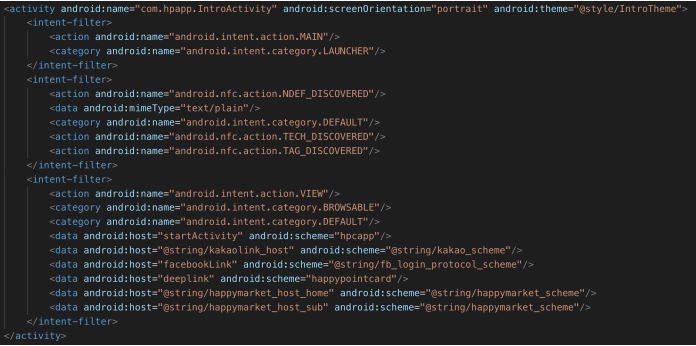 <activity android:name="com.hpapp.IntroActivity" android:screenOrientation="portrait" android:theme="@style/IntroTheme">
<intent-filter>
<action android:name="android.intent.action.MAIN"/>
<category android:name="android.intent.category.LAUNCHER"/>
</intent-filter>
<intent-filter>
<action android:name="android.nfc.action.NDEF_DISCOVERED"/>
<data android:mimeType="text/plain"/>
<category android:name="android.intent.category.DEFAULT"/>
<action android:name="android.nfc.action.TECH_DISCOVERED"/>
<action android:name="android.nfc.action.TAG_DISCOVERED"/>
</intent-filter>
<intent-filter>
<action android:name="android.intent.action.VIEW"/>
<category android:name="android.intent.category.BROWSABLE"/>
<category android:name="android.intent.category.DEFAULT"/>
<data android:host="startActivity" android:scheme="hpcapp"/>
<data android:host="@string/kakaolink_host" android:scheme="@string/kakao_scheme"/>
<data android:host="facebookLink" android:scheme="@string/fb_login_protocol_scheme"/>
<data android:host="deeplink" android:scheme="happypointcard"/>
<data android:host="@string/happymarket_host_home" android:scheme="@string/happymarket_scheme"/>
<data android:host="@string/happymarket_host_sub" android:scheme="@string/happymarket_scheme"/>
</intent-filter>
</activity>